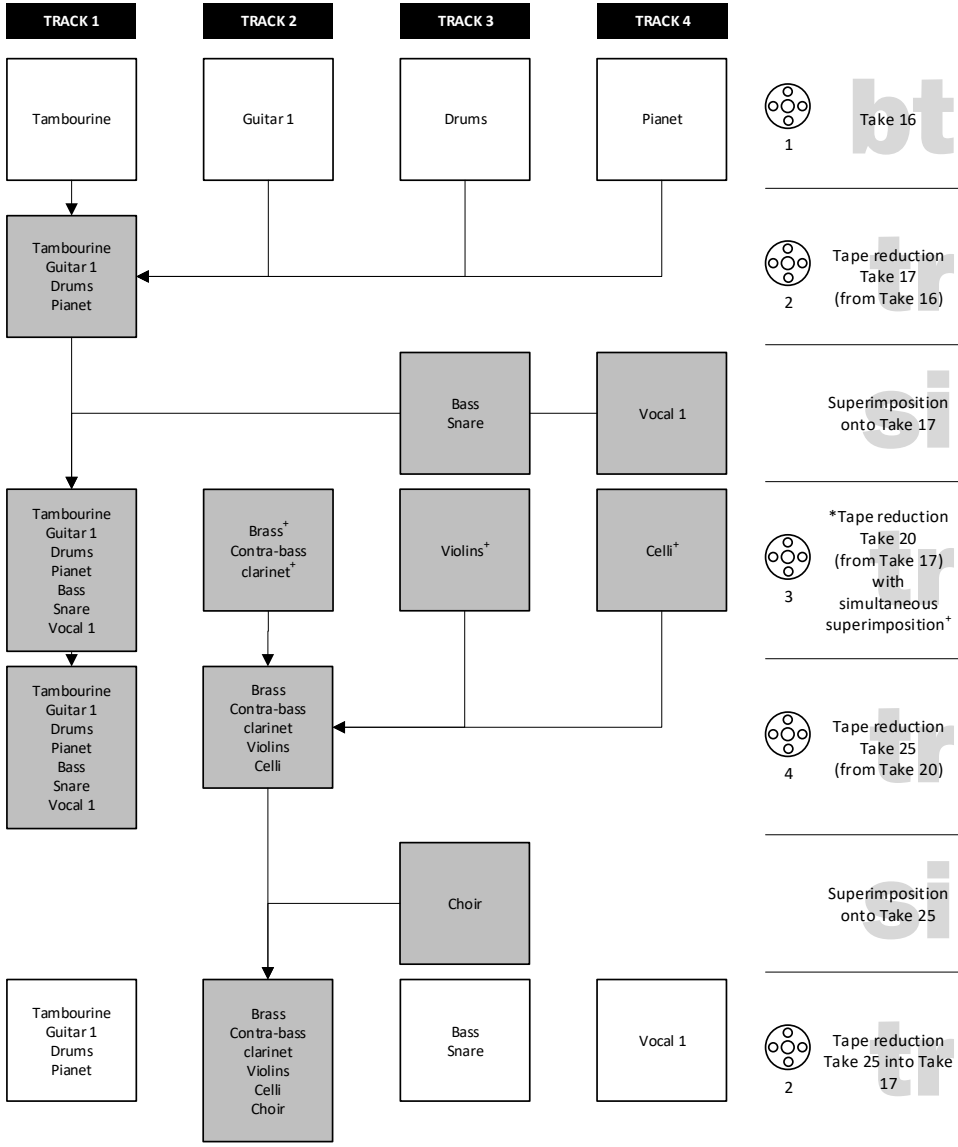 TRACK 1
TRACK 2
TRACK 3
TRACK 4
Tambourine
Guitar 1
Drums
Pianet
1
bt
Take 16
Tambourine
Guitar 1
Drums
Pianet
2
tr
Tape reduction
Take 17
(from Take 16)
Bass
Snare
Vocal 1
si
Superimposition
onto Take 17
Tambourine
Guitar 1
Drums
Pianet
Bass
Snare
Vocal 1
Brass+
Contra-bass
clarinet+
Violins+
Celli+
3
tr
*Tape reduction
Take 20
(from Take 17)
with
simultaneous
superimposition+
Tambourine
Guitar 1
Drums
Pianet
Bass
Snare
Vocal 1
Brass
Contra-bass
clarinet
Violins
Celli
4
tr
Tape reduction
Take 25
(from Take 20)
Choir
si
Superimposition
onto Take 25
Tambourine
Guitar 1
Drums
Pianet
Brass
Contra-bass
clarinet
Violins
Celli
Choir
Bass
Snare
Vocal 1
2
tr
Tape reduction
Take 25 into Take
17